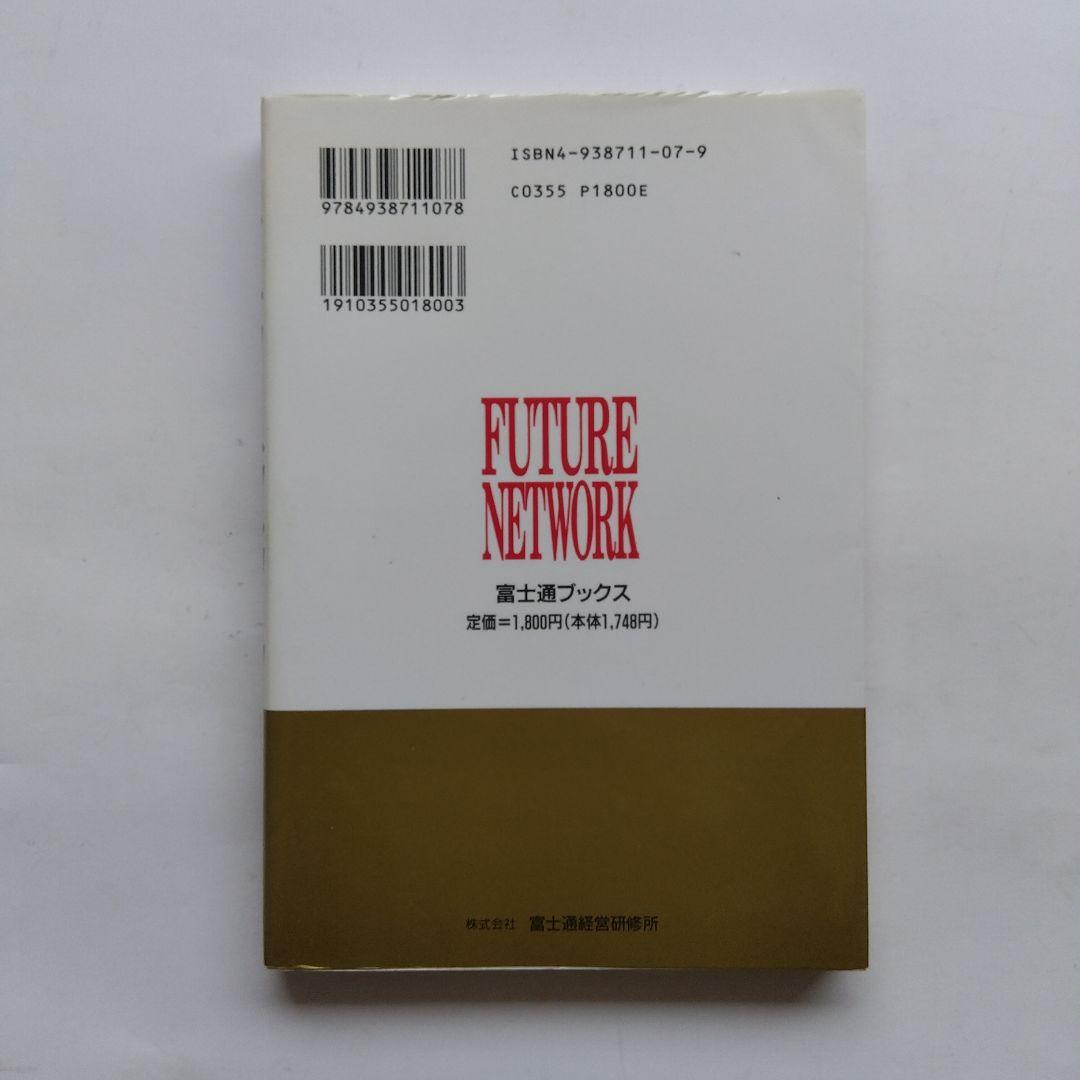 ISBN4-938711-07-9
C0355 P1800E
9784938711078
1910355018003
FUTURE
NETWORK
富士通ブックス
定価=1,800円(本体1,748円)
株式会社 富士通経営研修所